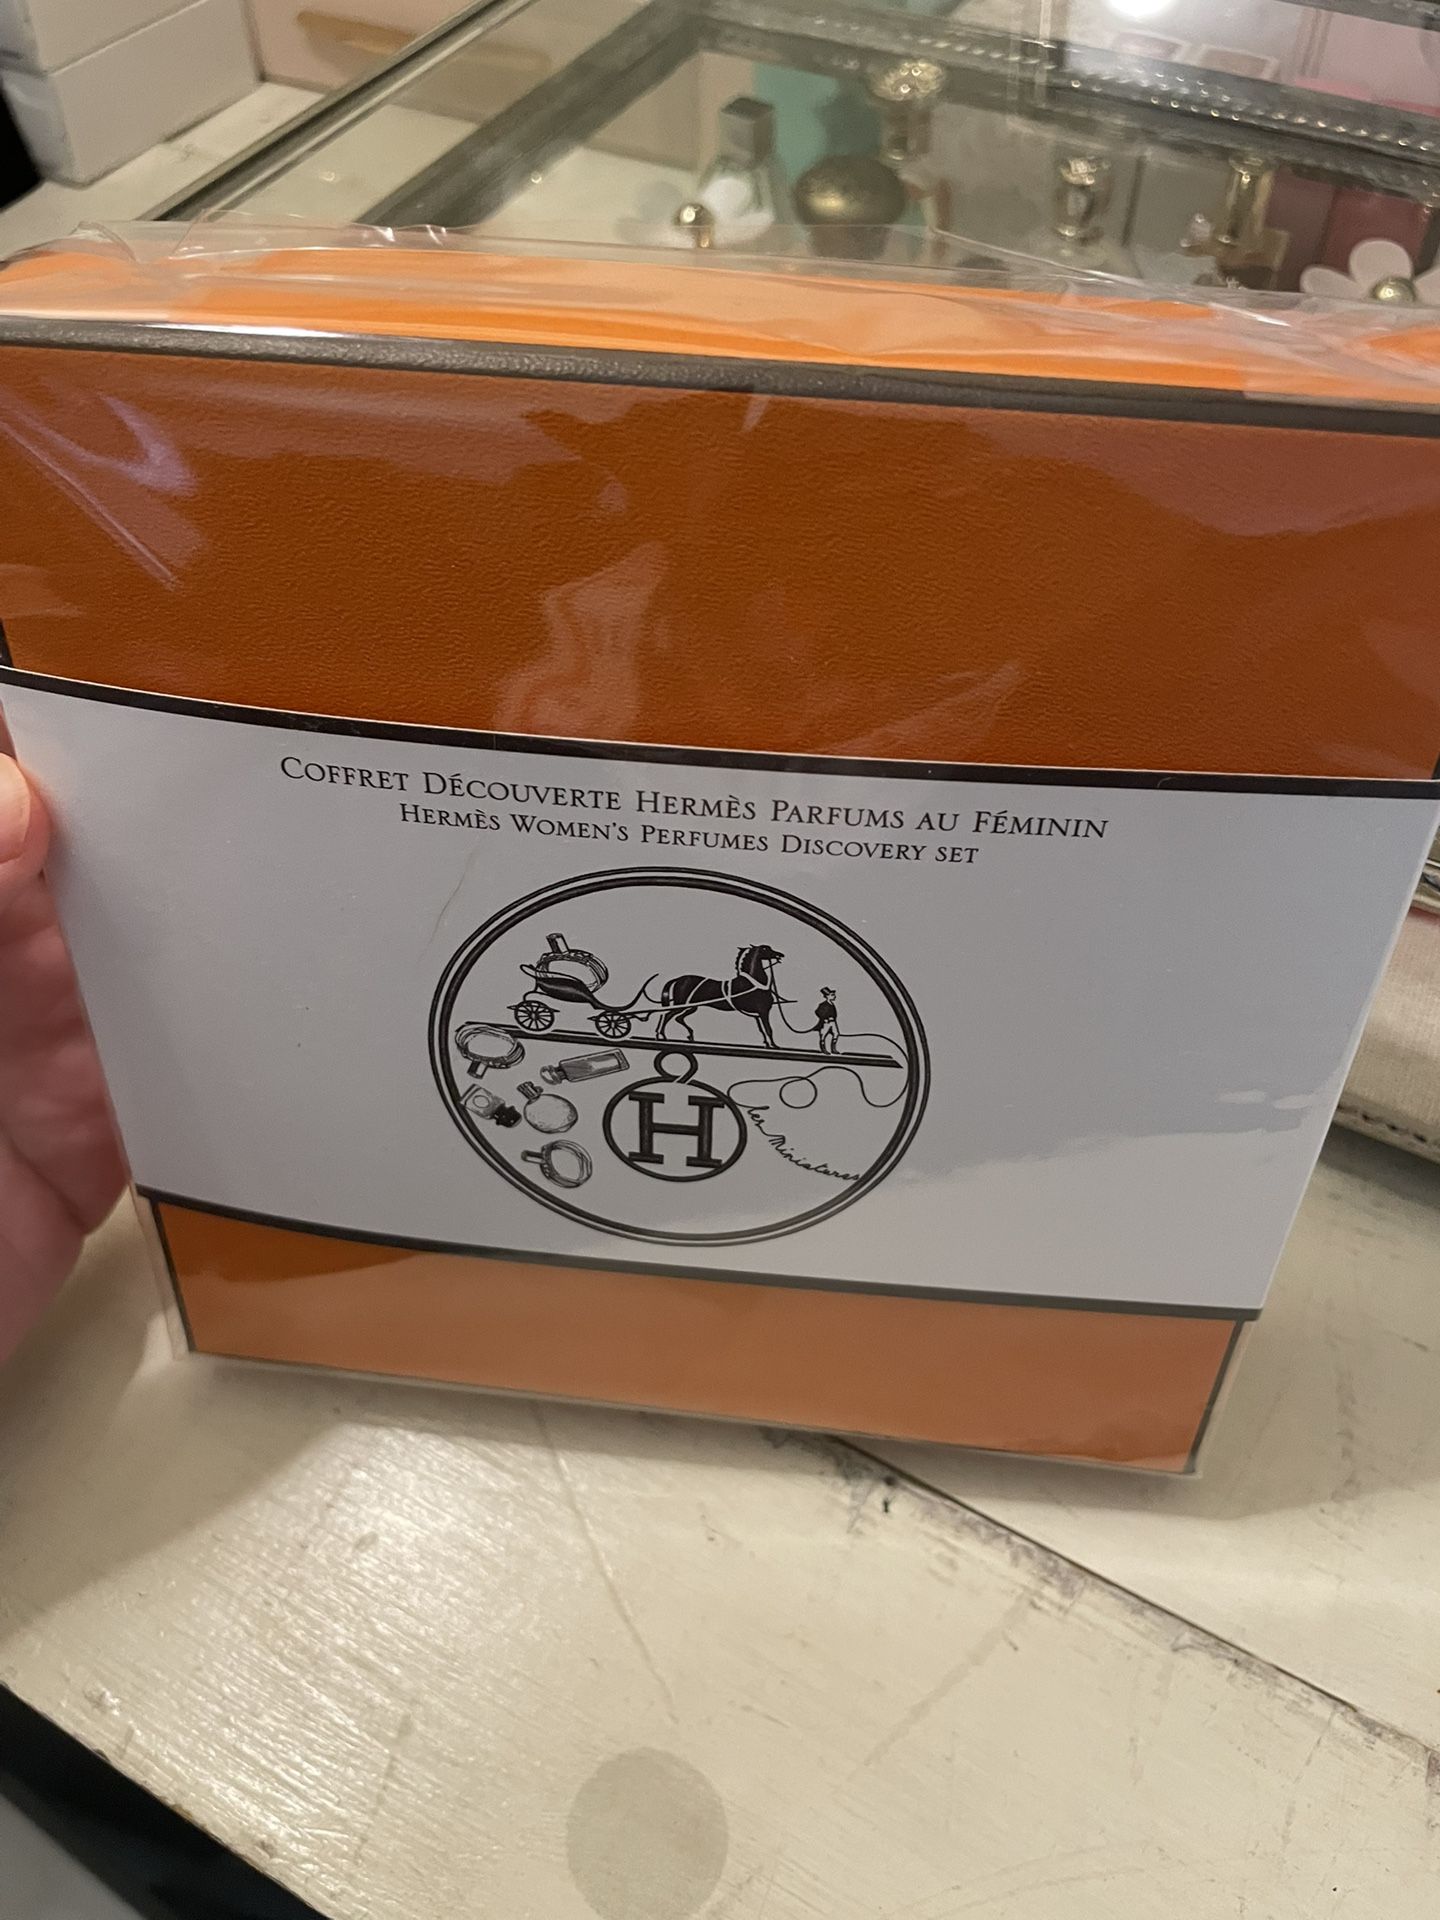 COFFRET DÉCOUVERTE HERMÈS PARFUMS AU FÉMININ
HERMÈS WOMEN'S PERFUMES DISCOVERY SET
H
les Miniatures